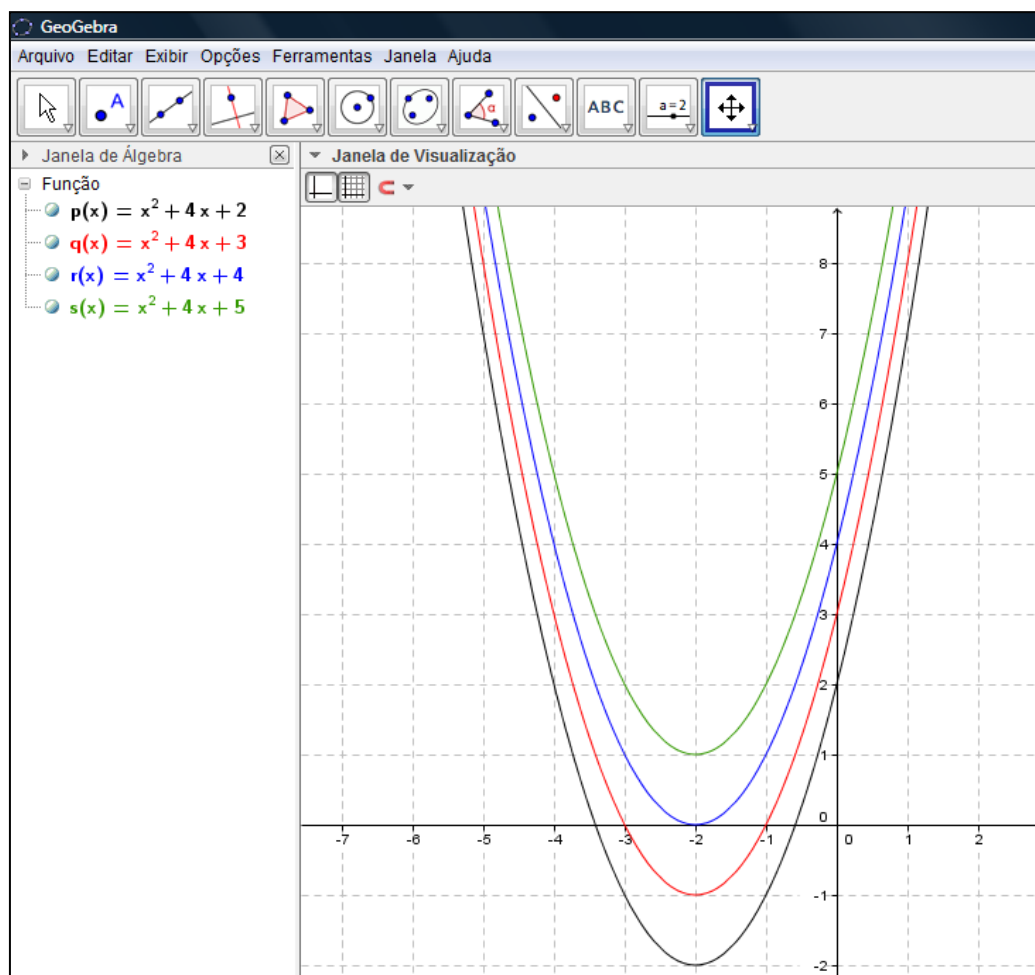 GeoGebra
Arquivo Editar Exibir Opções Ferramentas Janela Ajuda
A α ABC a=2
Janela de Álgebra
Janela de Visualização
Função
p(x) = x² + 4 x + 2
q(x) = x² + 4 x + 3
r(x) = x² + 4 x + 4
s(x) = x² + 4 x + 5
8
7
6
5
4
3
2
1
0
-7 -6 -5 -4 -3 -2 -1 0 1 2
-1
-2